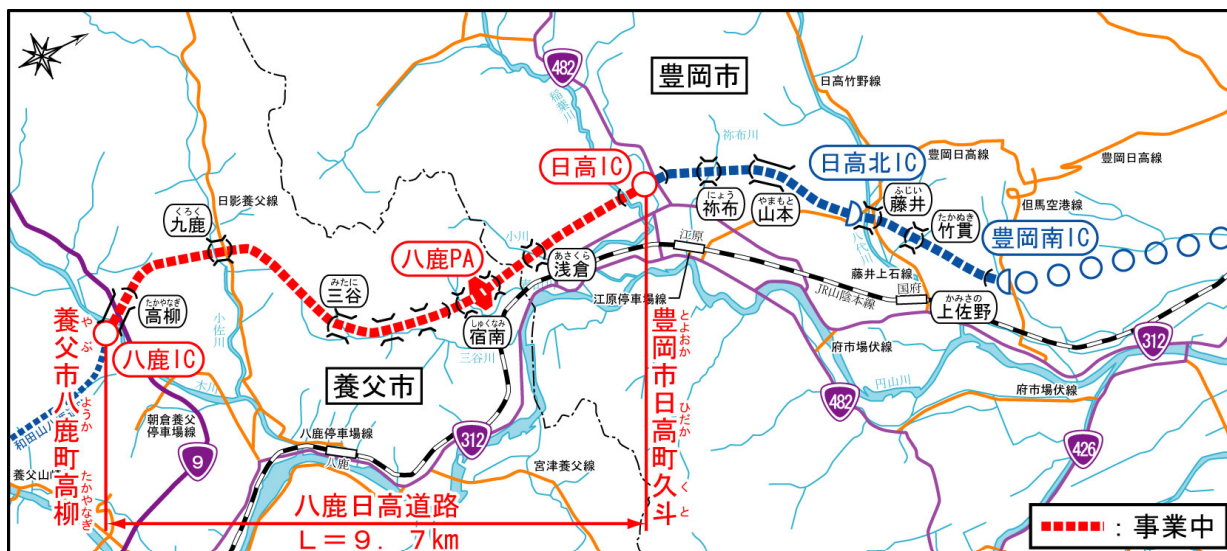 482
豊岡市
稲葉川
日高竹野線
祢布川
日高IC
日高北IC
豊岡日高線
豊岡日高線
日影養父線
くろく
九鹿
にょう
祢布
やまもと
山本
ふじい
藤井
たかぬき
竹貫
但馬空港線
豊岡南IC
八代川
小川
八鹿PA
あさくら
浅倉
江原
江原停車場線
藤井上石線
JR山陰本線
国府
かみさの
上佐野
みたに
三谷
たかやなぎ
高柳
しゅくなみ
宿南
三谷川
小佐川
八鹿IC
養父市
312
府市場伏線
円山川
府市場伏線
482
426
312
朝倉養父
停車場線
9
八鹿停車場線
八鹿
宮津養父線
養父市八鹿町高柳
やぶ
ようか
たかやなぎ
豊岡市日高町久斗
とよおか
ひだか
くと
八鹿日高道路
L=9.7km
:事業中